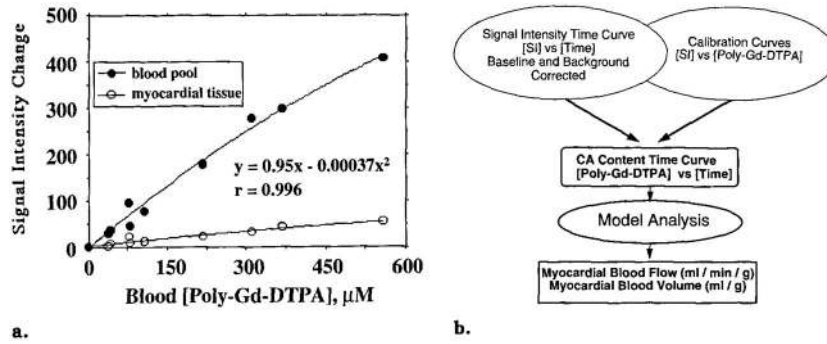 500
400
300
200
100
0
Signal Intensity Change
blood pool
myocardial tissue
y = 0.95x - 0.00037x²
r = 0.996
0 150 300 450 600
Blood [Poly-Gd-DTPA], μM
a.
Signal Intensity Time Curve
[SI] vs [Time]
Baseline and Background
Corrected
Calibration Curves
[SI] vs [Poly-Gd-DTPA]
CA Content Time Curve
[Poly-Gd-DTPA] vs [Time]
Model Analysis
Myocardial Blood Flow (ml / min / g)
Myocardial Blood Volume (ml / g)
b.